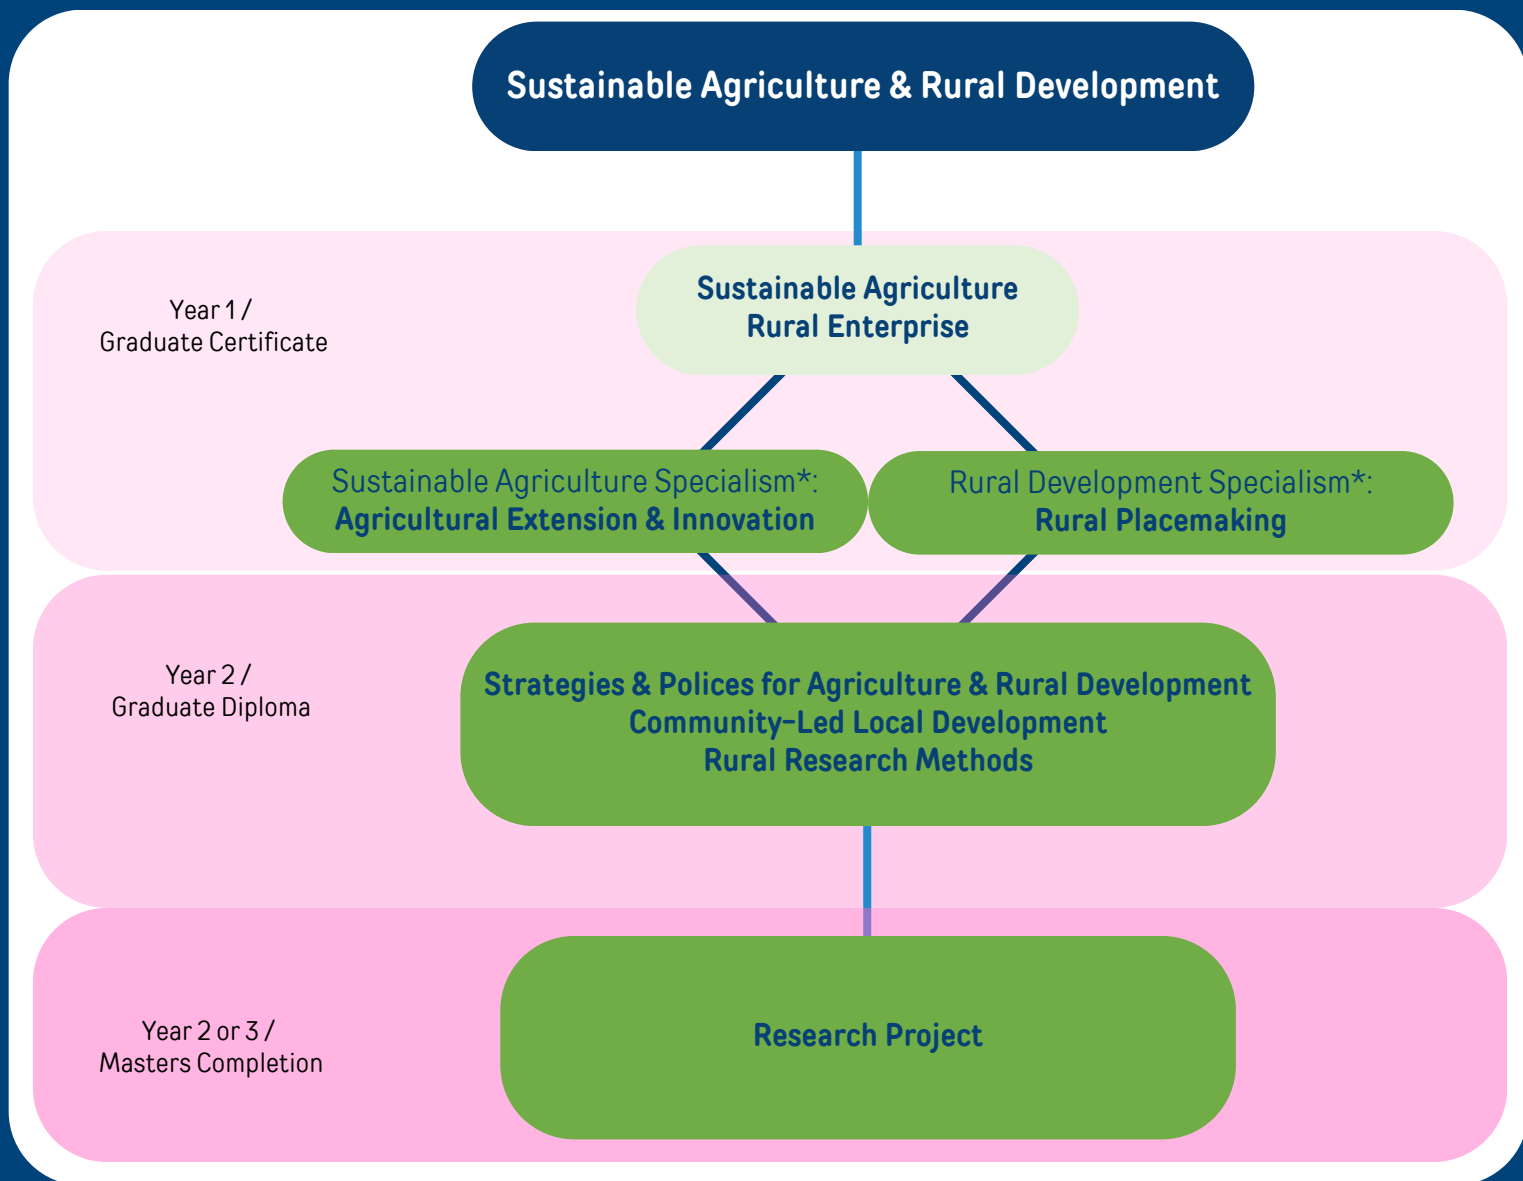 Sustainable Agriculture & Rural Development
Year 1 /
Graduate Certificate
Sustainable Agriculture
Rural Enterprise
Sustainable Agriculture Specialism*:
Agricultural Extension & Innovation
Rural Development Specialism*:
Rural Placemaking
Year 2 /
Graduate Diploma
Strategies & Polices for Agriculture & Rural Development
Community-Led Local Development
Rural Research Methods
Year 2 or 3 /
Masters Completion
Research Project